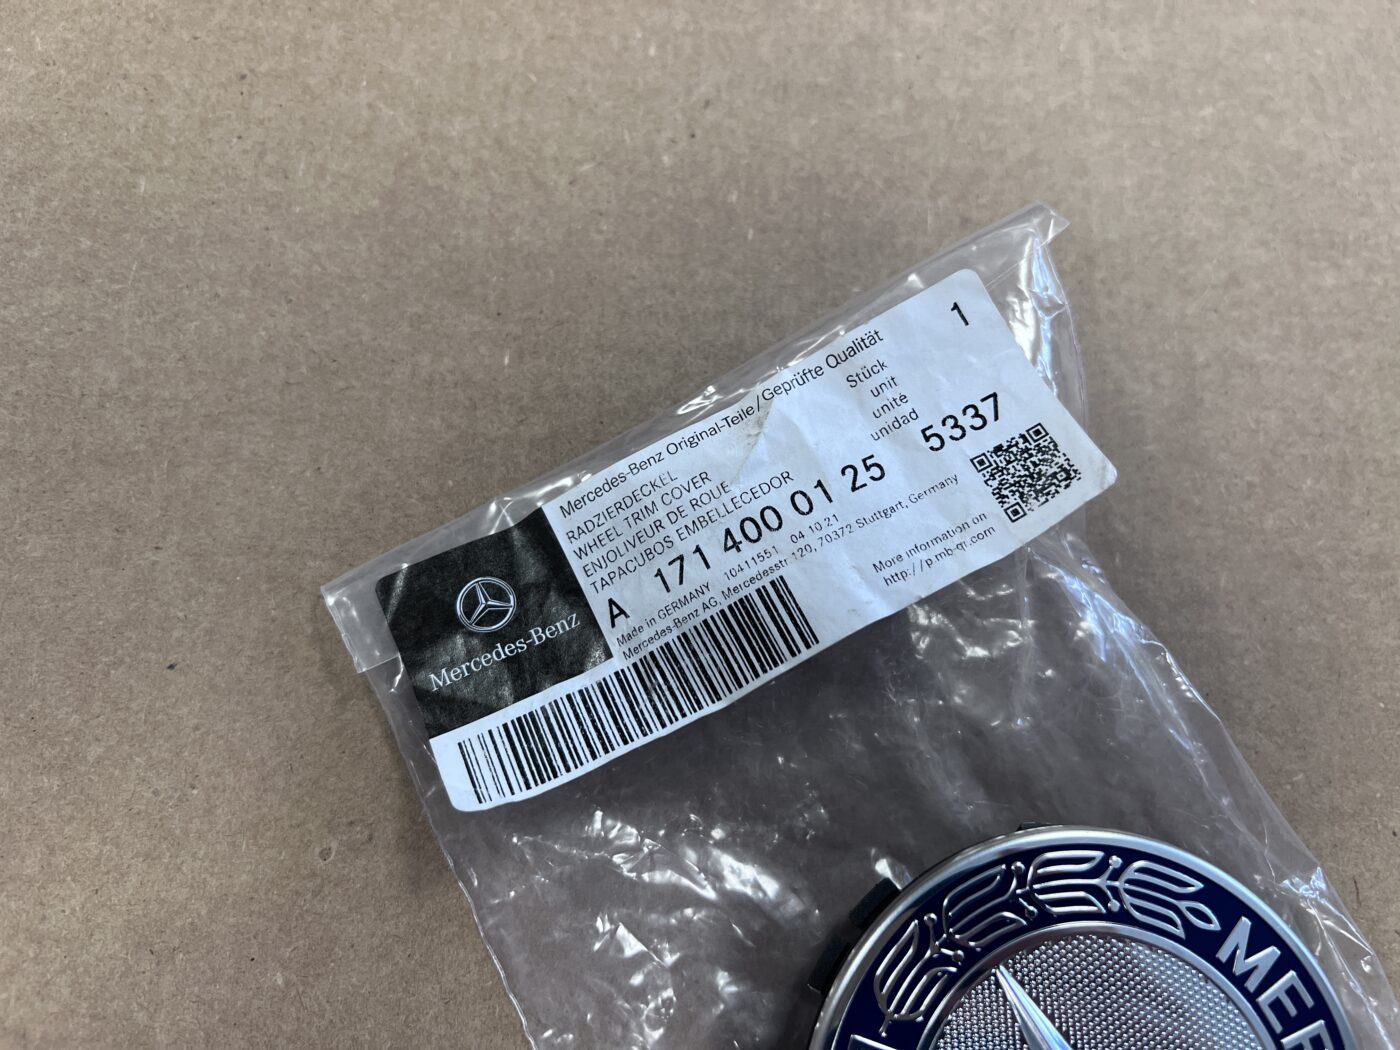 Mercedes-Benz
Mercedes-Benz Original-Teile/Geprüfte Qualität
RADZIERDECKEL
WHEEL TRIM COVER
ENJOLIVEUR DE ROUE
TAPACUBOS EMBELLECEDOR
Stück 1
unit
unité
unidad
A 171 400 01 25 5337
Made in GERMANY 10411551 04.10.21
Mercedes-Benz AG, Mercedesstr 120, 70372 Stuttgart, Germany
More information on
http://p.mb-qr.com
MER